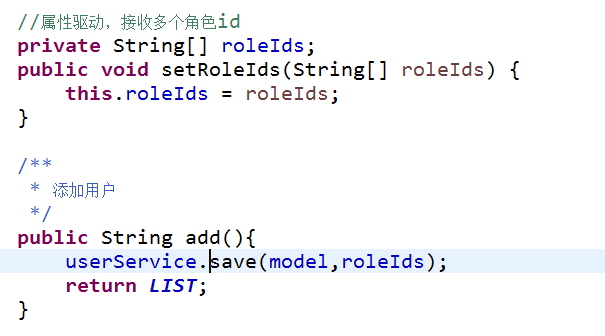 //属性驱动，接收多个角色id
private String[] roleIds;
public void setRoleIds(String[] roleIds) {
    this.roleIds = roleIds;
}

/**
 * 添加用户
 */
public String add(){
    userService.save(model,roleIds);
    return LIST;
}